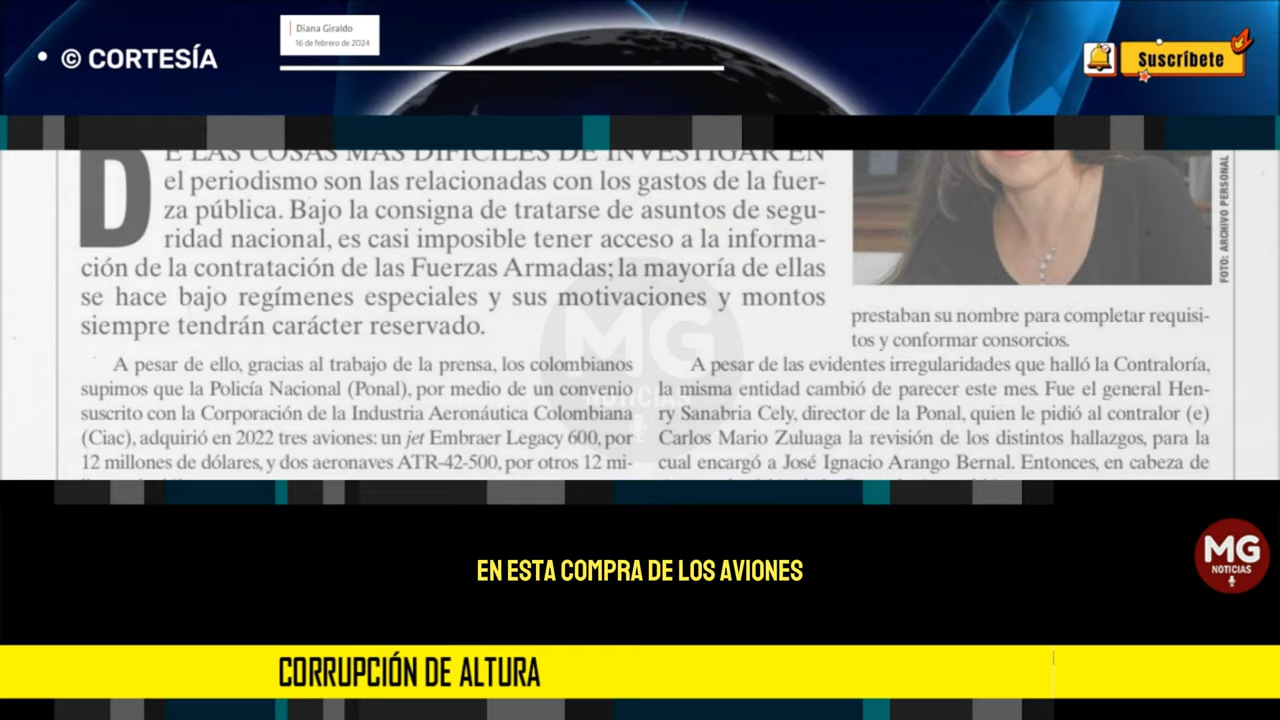 Diana Giraldo
16 de febrero de 2024
© CORTESÍA
Suscríbete
DE LAS COSAS MÁS DIFÍCILES DE INVESTIGAR EN
el periodismo son las relacionadas con los gastos de la fuer-
za pública. Bajo la consigna de tratarse de asuntos de segu-
ridad nacional, es casi imposible tener acceso a la informa-
ción de la contratación de las Fuerzas Armadas; la mayoría de ellas
se hace bajo regímenes especiales y sus motivaciones y montos
siempre tendrán carácter reservado.
A pesar de ello, gracias al trabajo de la prensa, los colombianos
supimos que la Policía Nacional (Ponal), por medio de un convenio
suscrito con la Corporación de la Industria Aeronáutica Colombiana
(Ciac), adquirió en 2022 tres aviones: un jet Embraer Legacy 600, por
12 millones de dólares, y dos aeronaves ATR-42-500, por otros 12 mi-
FOTO: ARCHIVO PERSONAL
prestaban su nombre para completar requisi-
tos y conformar consorcios.
A pesar de las evidentes irregularidades que halló la Contraloría,
la misma entidad cambió de parecer este mes. Fue el general Hen-
ry Sanabria Cely, director de la Ponal, quien le pidió al contralor (e)
Carlos Mario Zuluaga la revisión de los distintos hallazgos, para la
cual encargó a José Ignacio Arango Bernal. Entonces, en cabeza de
MG
NOTICIAS
EN ESTA COMPRA DE LOS AVIONES
MG
NOTICIAS
CORRUPCIÓN DE ALTURA